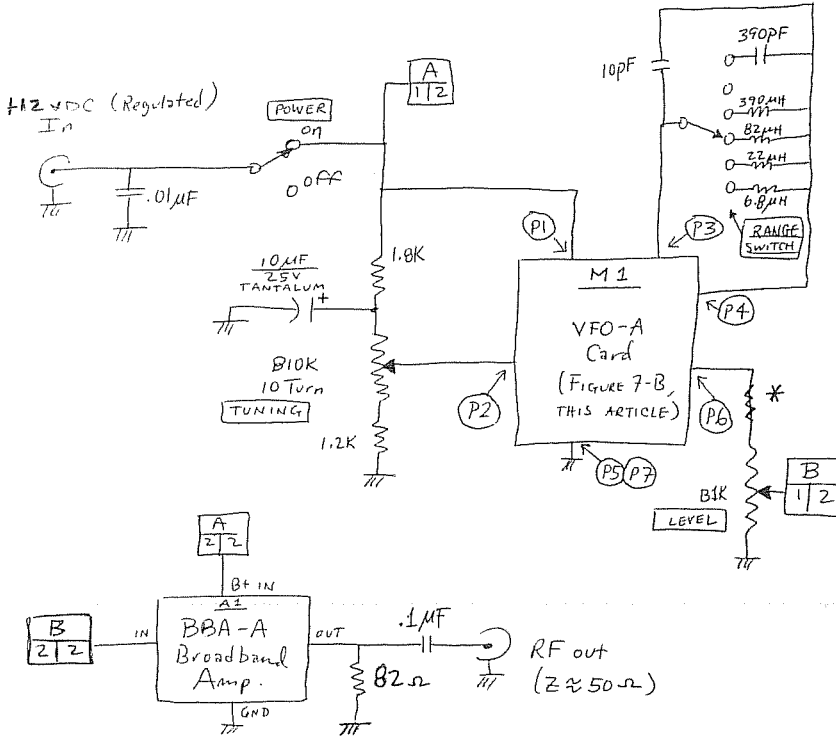 +12 VDC (Regulated)
In
.01µF
POWER
on
off
A
1 2
10pF
390pF
390µH
82µH
22µH
6.8µH
RANGE
SWITCH
P1
P3
P4
1.8K
10µF
25V
TANTALUM
+
B10K
10 Turn
TUNING
1.2K
P2
M1
VFO-A
Card
(FIGURE 7-B,
THIS ARTICLE)
P5 P7
P6
*
B1K
LEVEL
B
1 2
A
2 2
B+ IN
B
2 2
IN
A1
BBA-A
Broadband
Amp.
OUT
GND
82Ω
.1µF
RF out
(Z≈50Ω)